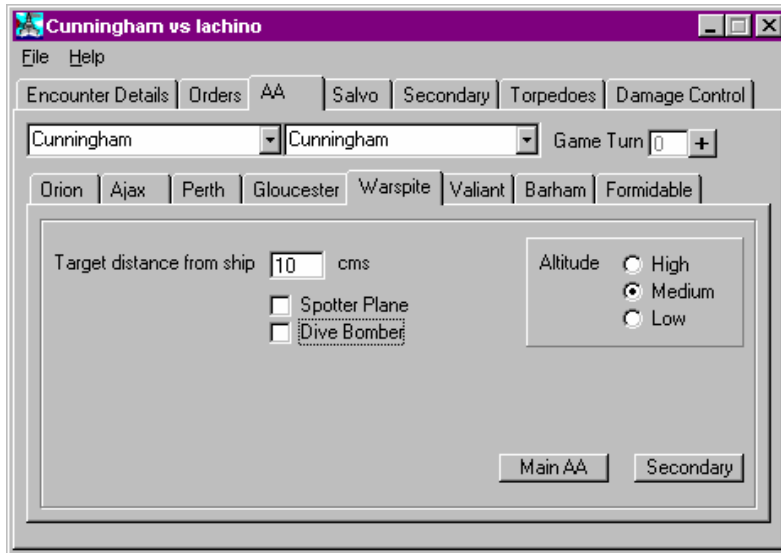 Cunningham vs Iachino
File Help
Encounter Details Orders AA Salvo Secondary Torpedoes Damage Control
Cunningham Cunningham Game Turn 0 +
Orion Ajax Perth Gloucester Warspite Valiant Barham Formidable
Target distance from ship 10 cms Altitude High
Spotter Plane Medium
Dive Bomber Low
Main AA Secondary